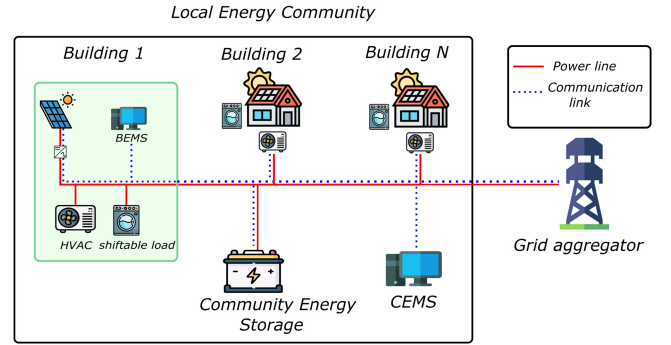 Local Energy Community
Building 1
Building 2
Building N
Power line
Communication
link
BEMS
HVAC
shiftable load
Grid aggregator
Community Energy
Storage
CEMS